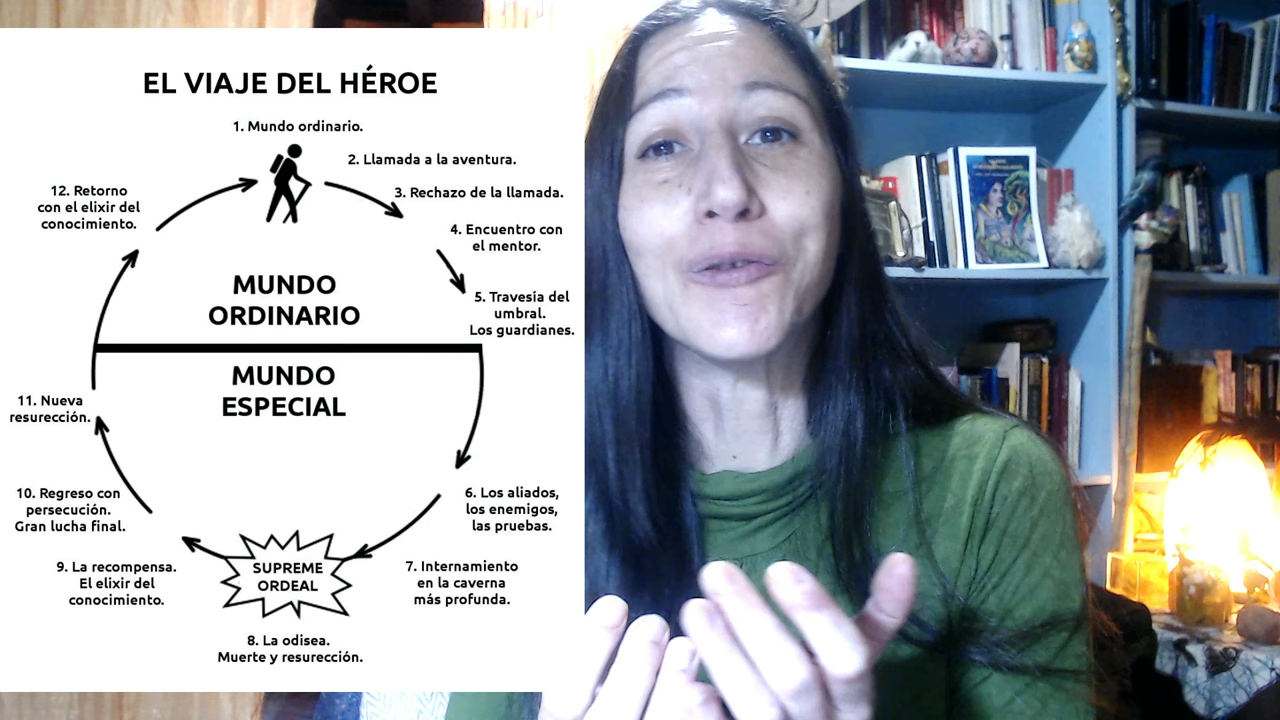 EL VIAJE DEL HÉROE
1. Mundo ordinario.
2. Llamada a la aventura.
3. Rechazo de la llamada.
4. Encuentro con
el mentor.
5. Travesía del
umbral.
Los guardianes.
MUNDO
ORDINARIO
MUNDO
ESPECIAL
6. Los aliados,
los enemigos,
las pruebas.
7. Internamiento
en la caverna
más profunda.
SUPREME
ORDEAL
8. La odisea.
Muerte y resurección.
9. La recompensa.
El elixir del
conocimiento.
10. Regreso con
persecución.
Gran lucha final.
11. Nueva
resurección.
12. Retorno
con el elixir del
conocimiento.